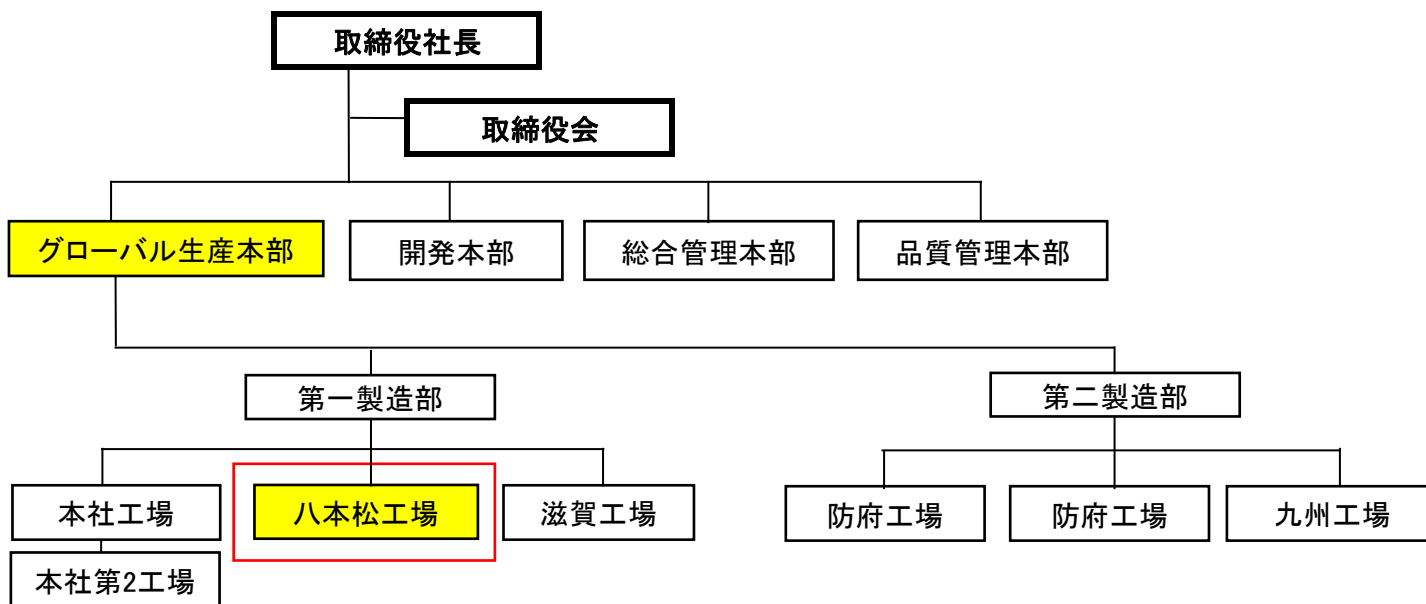 取締役社長
取締役会
グローバル生産本部
開発本部
総合管理本部
品質管理本部
第一製造部
第二製造部
本社工場
八本松工場
滋賀工場
防府工場
防府工場
九州工場
本社第2工場